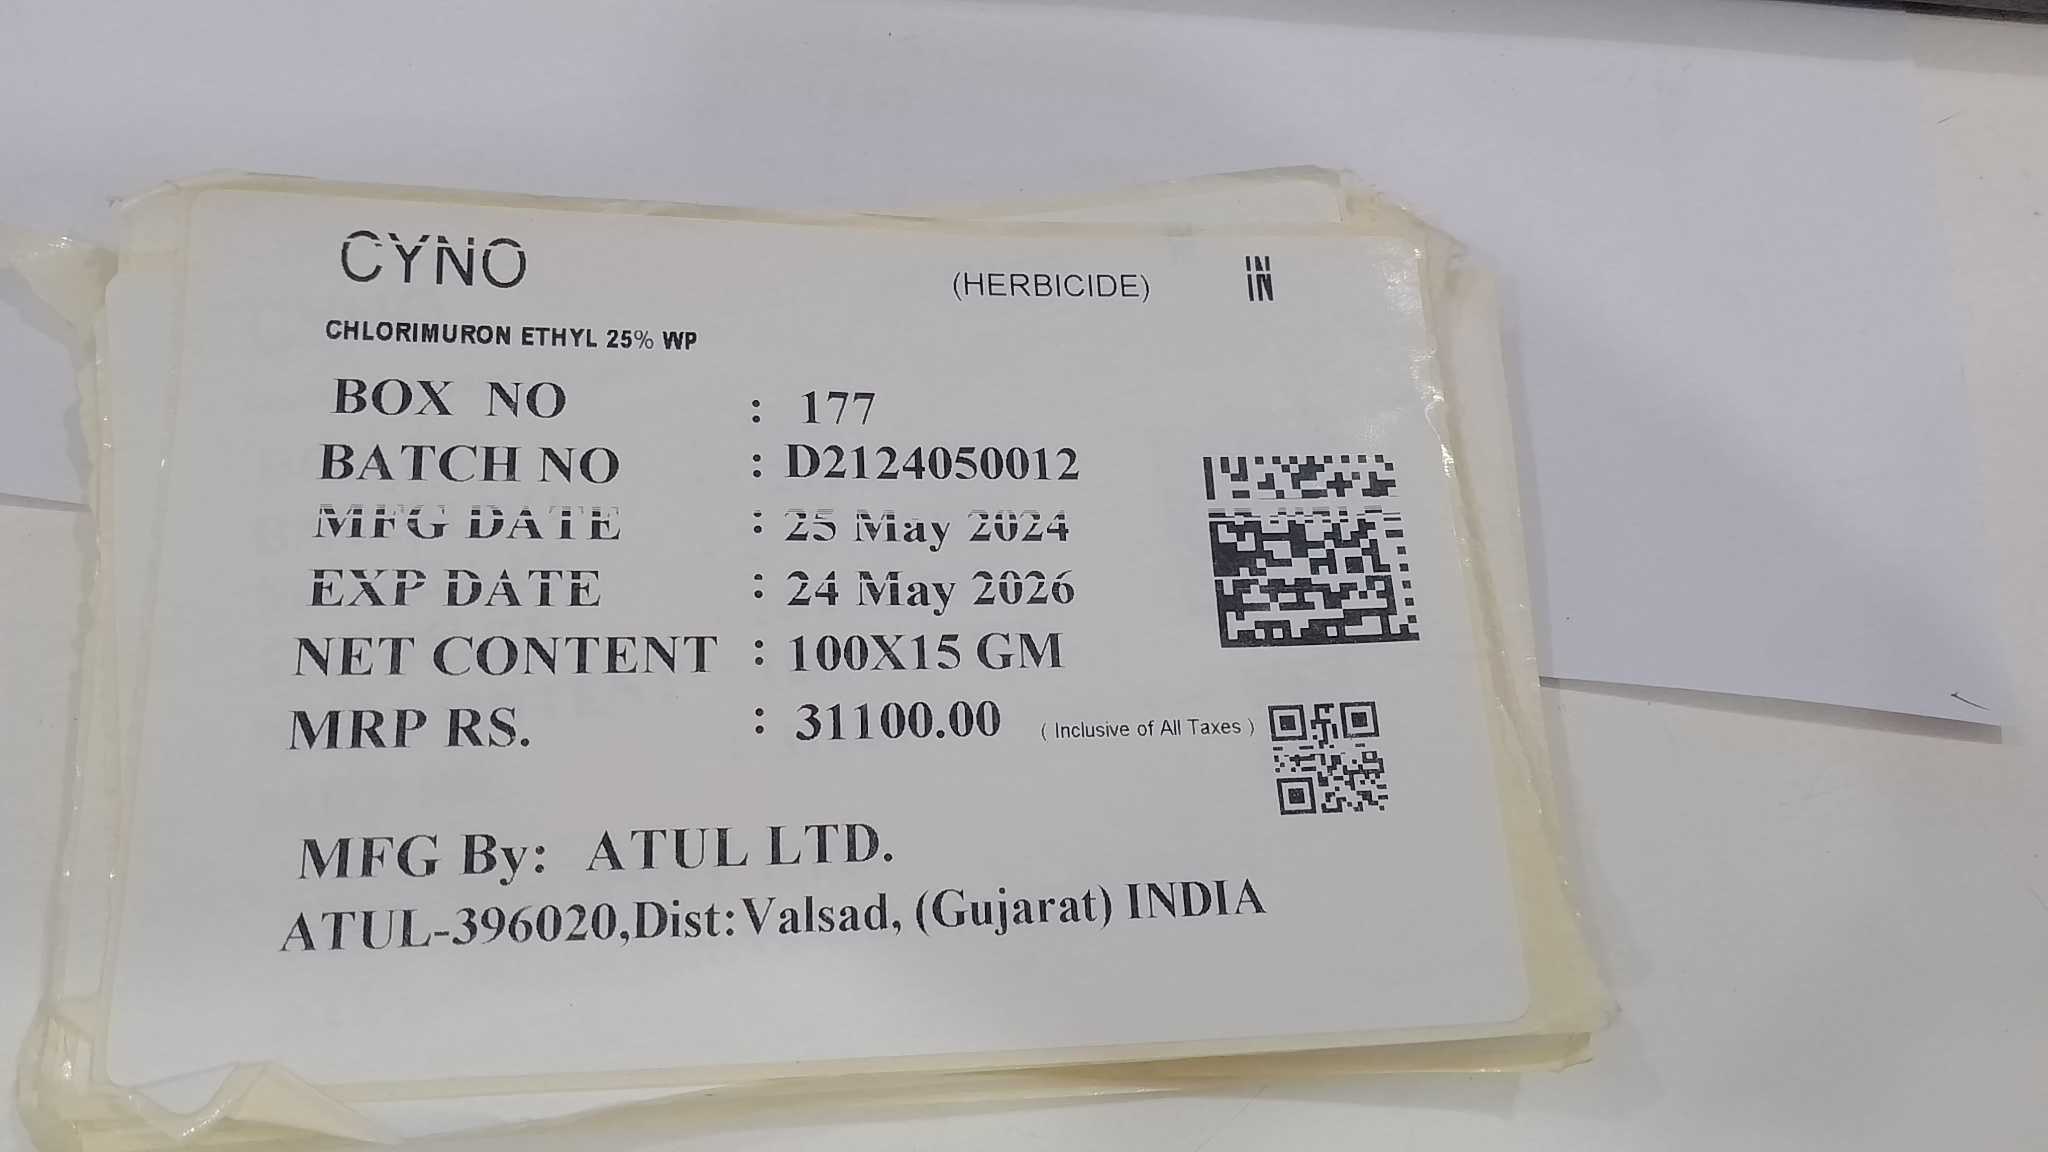 CYNO (HERBICIDE) IN
CHLORIMURON ETHYL 25% WP
BOX NO : 177
BATCH NO : D2124050012
MFG DATE : 25 May 2024
EXP DATE : 24 May 2026
NET CONTENT : 100X15 GM
MRP RS. : 31100.00 ( Inclusive of All Taxes )
MFG By: ATUL LTD.
ATUL-396020,Dist:Valsad, (Gujarat) INDIA